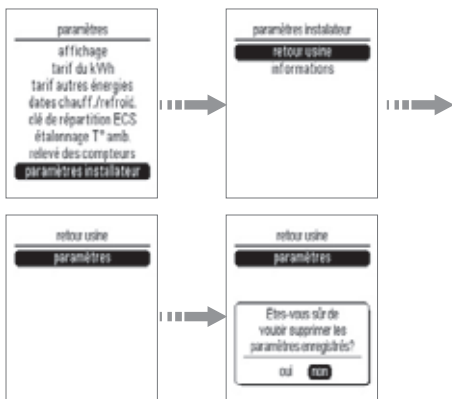 paramètres
affichage
tarif du kWh
tarif autres énergies
dates chauff./refroid.
clé de répartition ECS
étalonnage T° amb.
relevé des compteurs
paramètres installateur
paramètres instalateur
retour usine
informations
retour usine
paramètres
retour usine
paramètres
Êtes-vous sûr de
vouloir supprimer les
paramètres enregistrés?
oui non